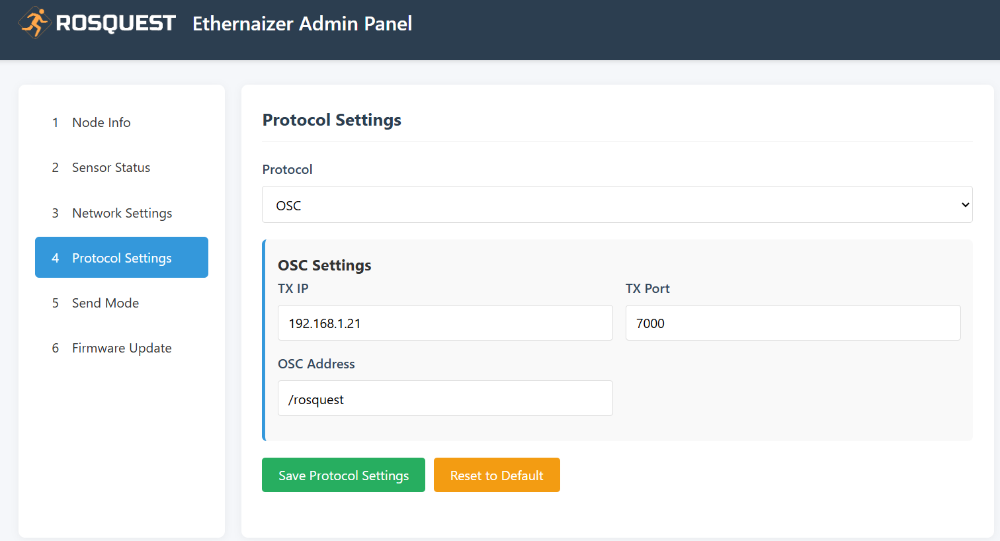 ROSQUEST Ethernaizer Admin Panel
1 Node Info
2 Sensor Status
3 Network Settings
4 Protocol Settings
5 Send Mode
6 Firmware Update
Protocol Settings
Protocol
OSC
OSC Settings
TX IP TX Port
192.168.1.21 7000
OSC Address
/rosquest
Save Protocol Settings Reset to Default